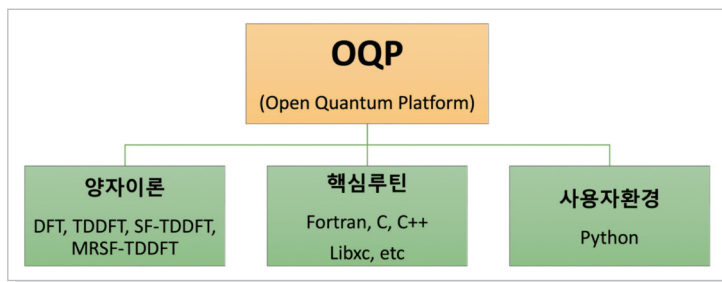 OQP
(Open Quantum Platform)
양자이론
DFT, TDDFT, SF-TDDFT,
MRSF-TDDFT
핵심루틴
Fortran, C, C++
Libxc, etc
사용자환경
Python